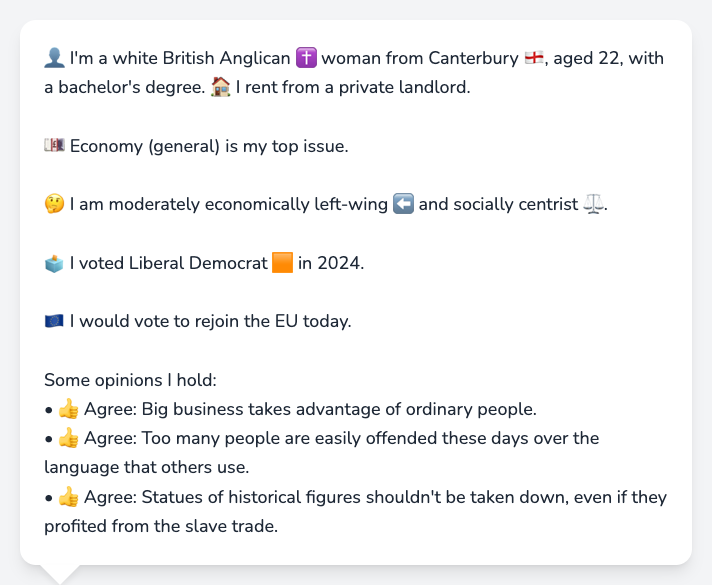 👤 I'm a white British Anglican ✝️ woman from Canterbury 🏴󠁧󠁢󠁥󠁮󠁧󠁿, aged 22, with
a bachelor's degree. 🏠 I rent from a private landlord.
💷 Economy (general) is my top issue.
🤔 I am moderately economically left-wing ⬅️ and socially centrist ⚖️.
🗳️ I voted Liberal Democrat 🟧 in 2024.
🇪🇺 I would vote to rejoin the EU today.
Some opinions I hold:
• 👍 Agree: Big business takes advantage of ordinary people.
• 👍 Agree: Too many people are easily offended these days over the
language that others use.
• 👍 Agree: Statues of historical figures shouldn't be taken down, even if they
profited from the slave trade.